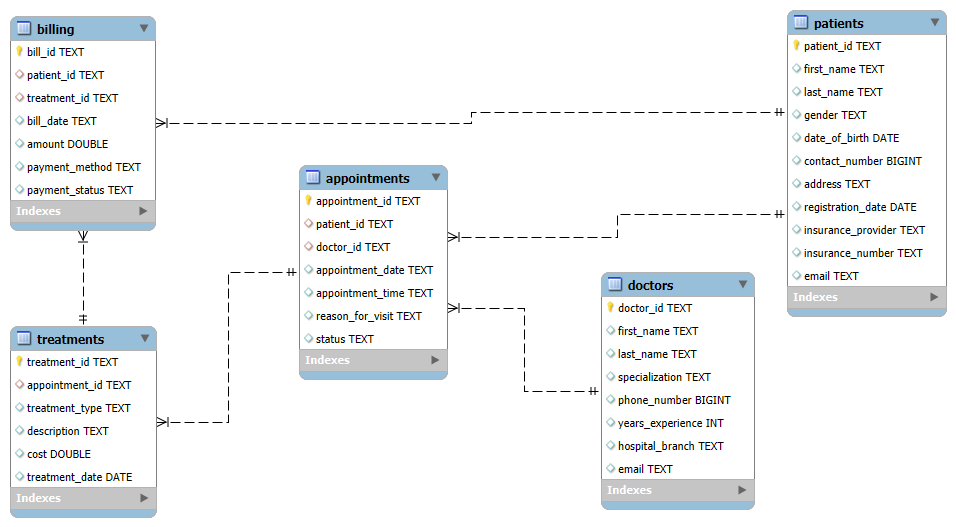 billing
bill_id TEXT
patient_id TEXT
treatment_id TEXT
bill_date TEXT
amount DOUBLE
payment_method TEXT
payment_status TEXT
Indexes
patients
patient_id TEXT
first_name TEXT
last_name TEXT
gender TEXT
date_of_birth DATE
contact_number BIGINT
address TEXT
registration_date DATE
insurance_provider TEXT
insurance_number TEXT
email TEXT
Indexes
appointments
appointment_id TEXT
patient_id TEXT
doctor_id TEXT
appointment_date TEXT
appointment_time TEXT
reason_for_visit TEXT
status TEXT
Indexes
doctors
doctor_id TEXT
first_name TEXT
last_name TEXT
specialization TEXT
phone_number BIGINT
years_experience INT
hospital_branch TEXT
email TEXT
Indexes
treatments
treatment_id TEXT
appointment_id TEXT
treatment_type TEXT
description TEXT
cost DOUBLE
treatment_date DATE
Indexes